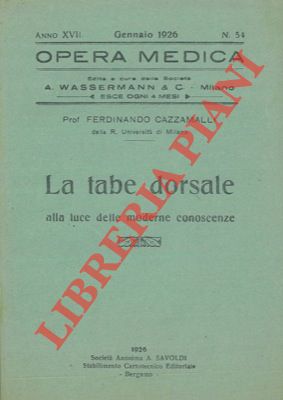 ANNO XVII. Gennaio 1926 N. 54
OPERA MEDICA
Edita a cura della Società
A. WASSERMANN & C. - Milano
ESCE OGNI 4 MESI
Prof. FERDINANDO CAZZAMALLI
della R. Università di Milano
La tabe dorsale
alla luce delle moderne conoscenze
1926
Società Anonima A. SAVOLDI
Stabilimento Cartotecnico Editoriale
- Bergamo -
LIBRERIA PIANI